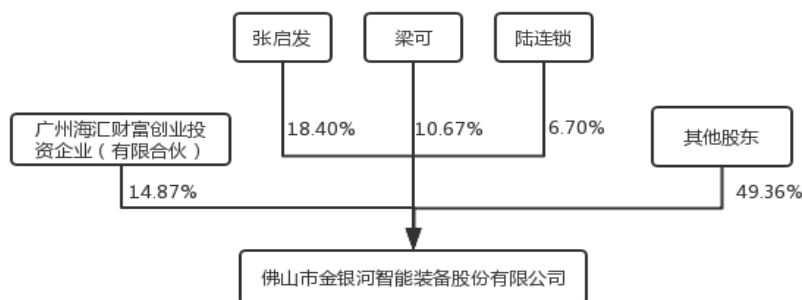 张启发
梁可
陆连锁
广州海汇财富创业投
资企业（有限合伙）
18.40%
10.67%
6.70%
其他股东
14.87%
49.36%
佛山市金银河智能装备股份有限公司